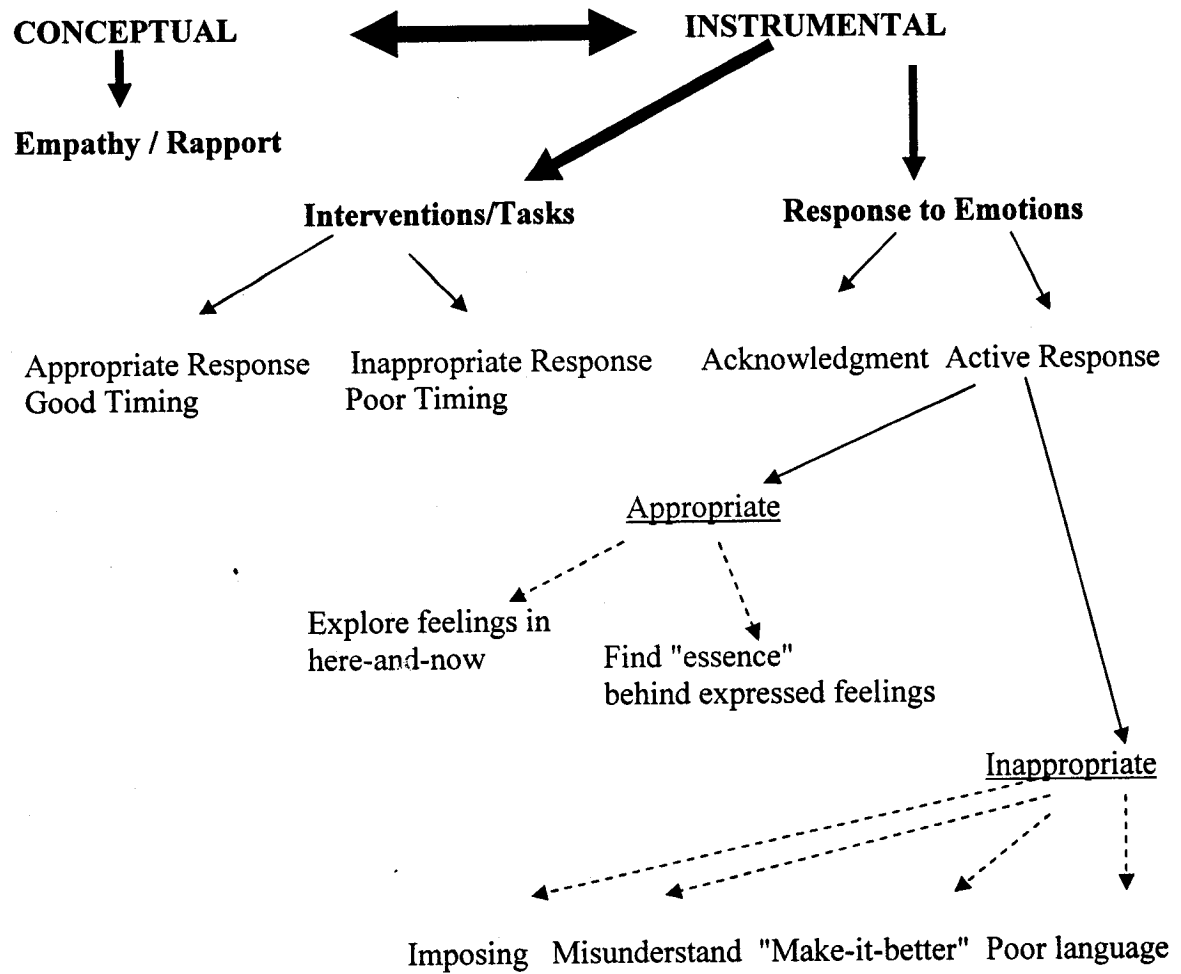 CONCEPTUAL
INSTRUMENTAL
Empathy / Rapport
Interventions/Tasks
Response to Emotions
Appropriate Response
Good Timing
Inappropriate Response
Poor Timing
Acknowledgment
Active Response
Appropriate
Explore feelings in
here-and-now
Find "essence"
behind expressed feelings
Inappropriate
Imposing
Misunderstand
"Make-it-better"
Poor language